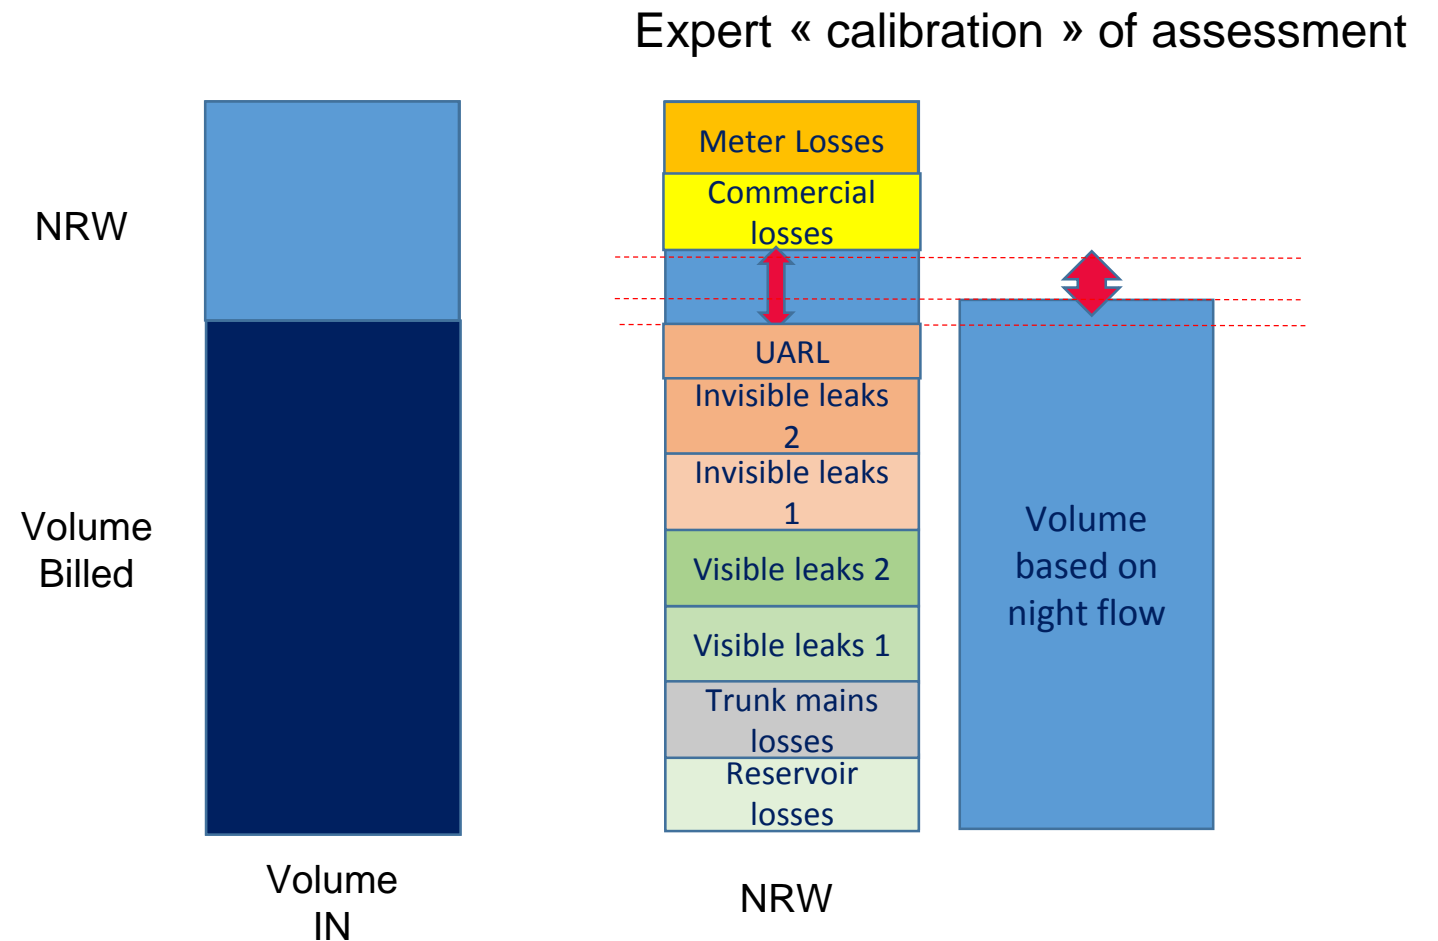 Expert « calibration » of assessment
NRW
Volume
Billed
Volume
IN
Meter Losses
Commercial
losses
UARL
Invisible leaks
2
Invisible leaks
1
Visible leaks 2
Visible leaks 1
Trunk mains
losses
Reservoir
losses
NRW
Volume
based on
night flow